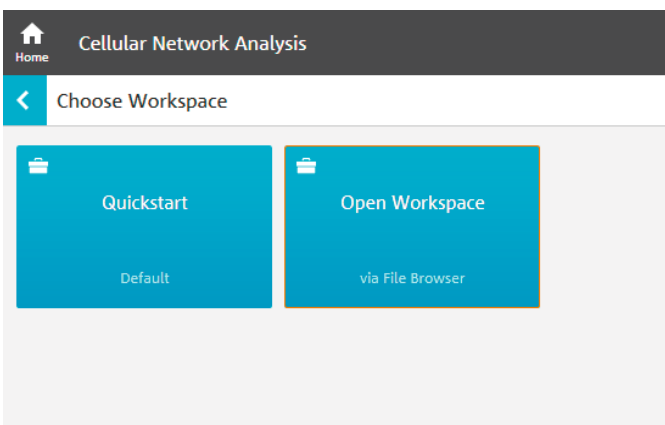 Home
Cellular Network Analysis
Choose Workspace
Quickstart
Default
Open Workspace
via File Browser